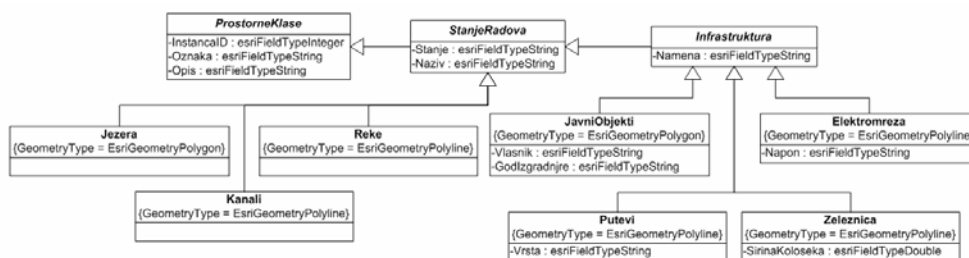 ProstorneKlase
-InstancaID : esriFieldTypeInteger
-Oznaka : esriFieldTypeString
-Opis : esriFieldTypeString
StanjeRadova
-Stanje : esriFieldTypeString
-Naziv : esriFieldTypeString
Infrastruktura
-Namena : esriFieldTypeString
Jezera
{GeometryType = EsriGeometryPolygon}
Reke
{GeometryType = EsriGeometryPolyline}
JavniObjekti
{GeometryType = EsriGeometryPolygon}
-Vlasnik : esriFieldTypeString
-GodIzgradnjre : esriFieldTypeString
Elektromreza
{GeometryType = EsriGeometryPolyline}
-Napon : esriFieldTypeString
Kanali
{GeometryType = EsriGeometryPolyline}
Putevi
{GeometryType = EsriGeometryPolyline}
-Vrsta : esriFieldTypeString
Zeleznica
{GeometryType = EsriGeometryPolyline}
-SirinaKoloseka : esriFieldTypeDouble